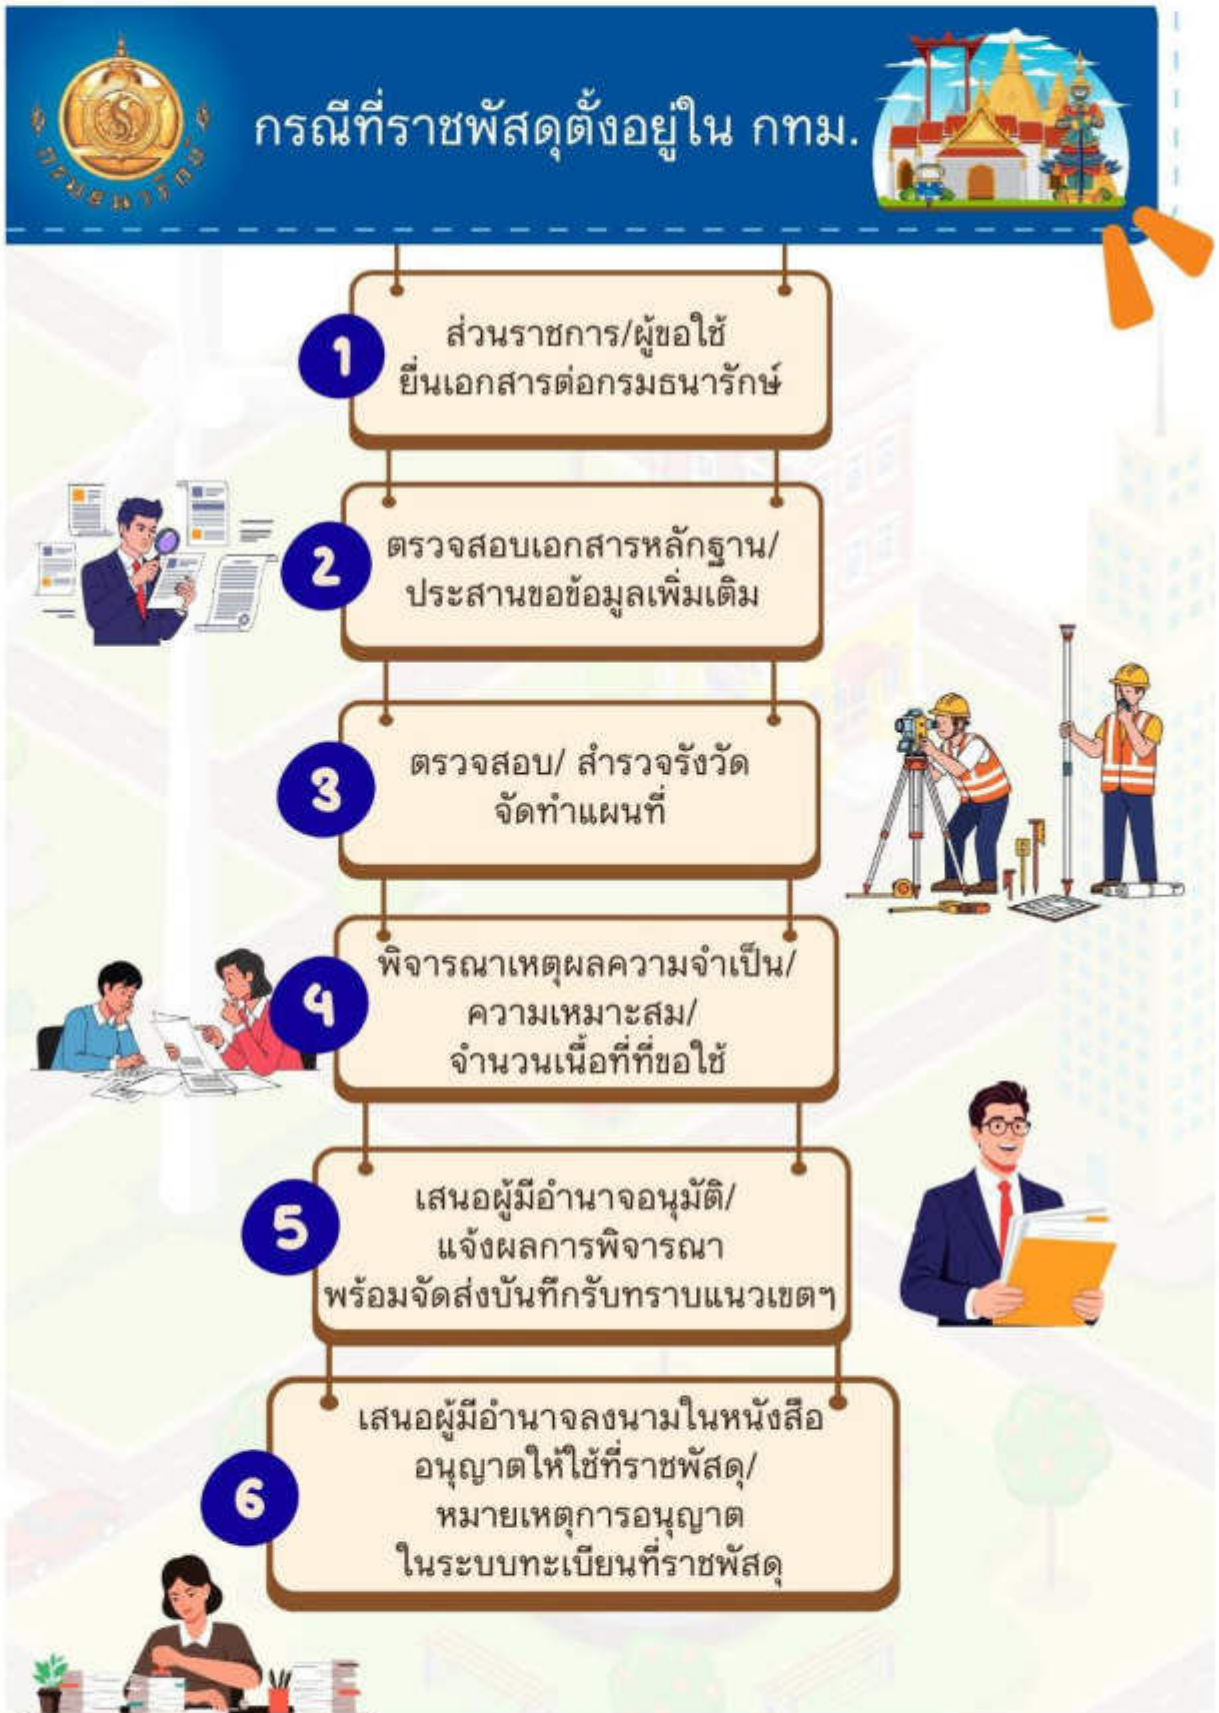 กรมธนารักษ์
กรณีที่ราชพัสดุตั้งอยู่ใน กทม.
1
ส่วนราชการ/ผู้ขอใช้
ยื่นเอกสารต่อกรมธนารักษ์
2
ตรวจสอบเอกสารหลักฐาน/
ประสานขอข้อมูลเพิ่มเติม
3
ตรวจสอบ/ สำรวจรังวัด
จัดทำแผนที่
4
พิจารณาเหตุผลความจำเป็น/
ความเหมาะสม/
จำนวนเนื้อที่ที่ขอใช้
5
เสนอผู้มีอำนาจอนุมัติ/
แจ้งผลการพิจารณา
พร้อมจัดส่งบันทึกรับทราบแนวเขตฯ
6
เสนอผู้มีอำนาจลงนามในหนังสือ
อนุญาตให้ใช้ที่ราชพัสดุ/
หมายเหตุการอนุญาต
ในระบบทะเบียนที่ราชพัสดุ